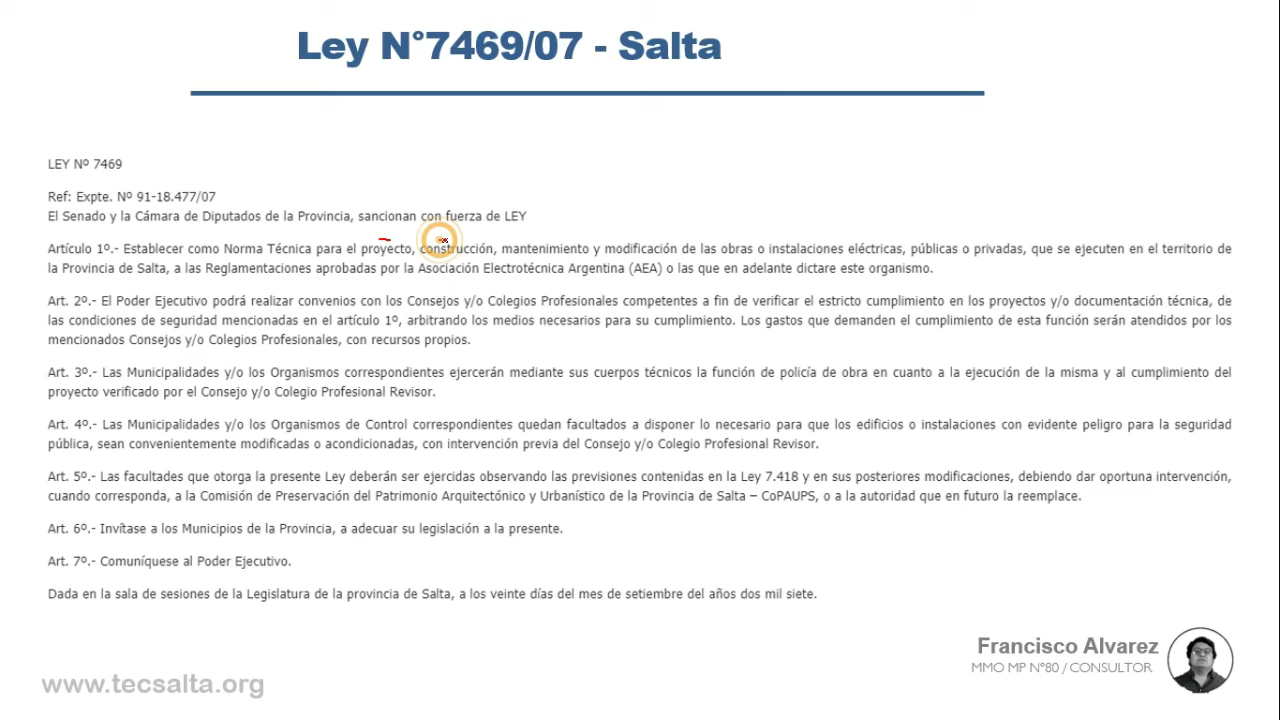 Ley N°7469/07 - Salta
LEY Nº 7469
Ref: Expte. Nº 91-18.477/07
El Senado y la Cámara de Diputados de la Provincia, sancionan con fuerza de LEY
Artículo 1º.- Establecer como Norma Técnica para el proyecto, construcción, mantenimiento y modificación de las obras o instalaciones eléctricas, públicas o privadas, que se ejecuten en el territorio de
la Provincia de Salta, a las Reglamentaciones aprobadas por la Asociación Electrotécnica Argentina (AEA) o las que en adelante dictare este organismo.
Art. 2º.- El Poder Ejecutivo podrá realizar convenios con los Consejos y/o Colegios Profesionales competentes a fin de verificar el estricto cumplimiento en los proyectos y/o documentación técnica, de
las condiciones de seguridad mencionadas en el artículo 1º, arbitrando los medios necesarios para su cumplimiento. Los gastos que demanden el cumplimiento de esta función serán atendidos por los
mencionados Consejos y/o Colegios Profesionales, con recursos propios.
Art. 3º.- Las Municipalidades y/o los Organismos correspondientes ejercerán mediante sus cuerpos técnicos la función de policía de obra en cuanto a la ejecución de la misma y al cumplimiento del
proyecto verificado por el Consejo y/o Colegio Profesional Revisor.
Art. 4º.- Las Municipalidades y/o los Organismos de Control correspondientes quedan facultados a disponer lo necesario para que los edificios o instalaciones con evidente peligro para la seguridad
pública, sean convenientemente modificadas o acondicionadas, con intervención previa del Consejo y/o Colegio Profesional Revisor.
Art. 5º.- Las facultades que otorga la presente Ley deberán ser ejercidas observando las previsiones contenidas en la Ley 7.418 y en sus posteriores modificaciones, debiendo dar oportuna intervención,
cuando corresponda, a la Comisión de Preservación del Patrimonio Arquitectónico y Urbanístico de la Provincia de Salta – CoPAUPS, o a la autoridad que en futuro la reemplace.
Art. 6º.- Invítase a los Municipios de la Provincia, a adecuar su legislación a la presente.
Art. 7º.- Comuníquese al Poder Ejecutivo.
Dada en la sala de sesiones de la Legislatura de la provincia de Salta, a los veinte días del mes de setiembre del años dos mil siete.
Francisco Alvarez
MMO MP Nº80 / CONSULTOR
www.tecsalta.org